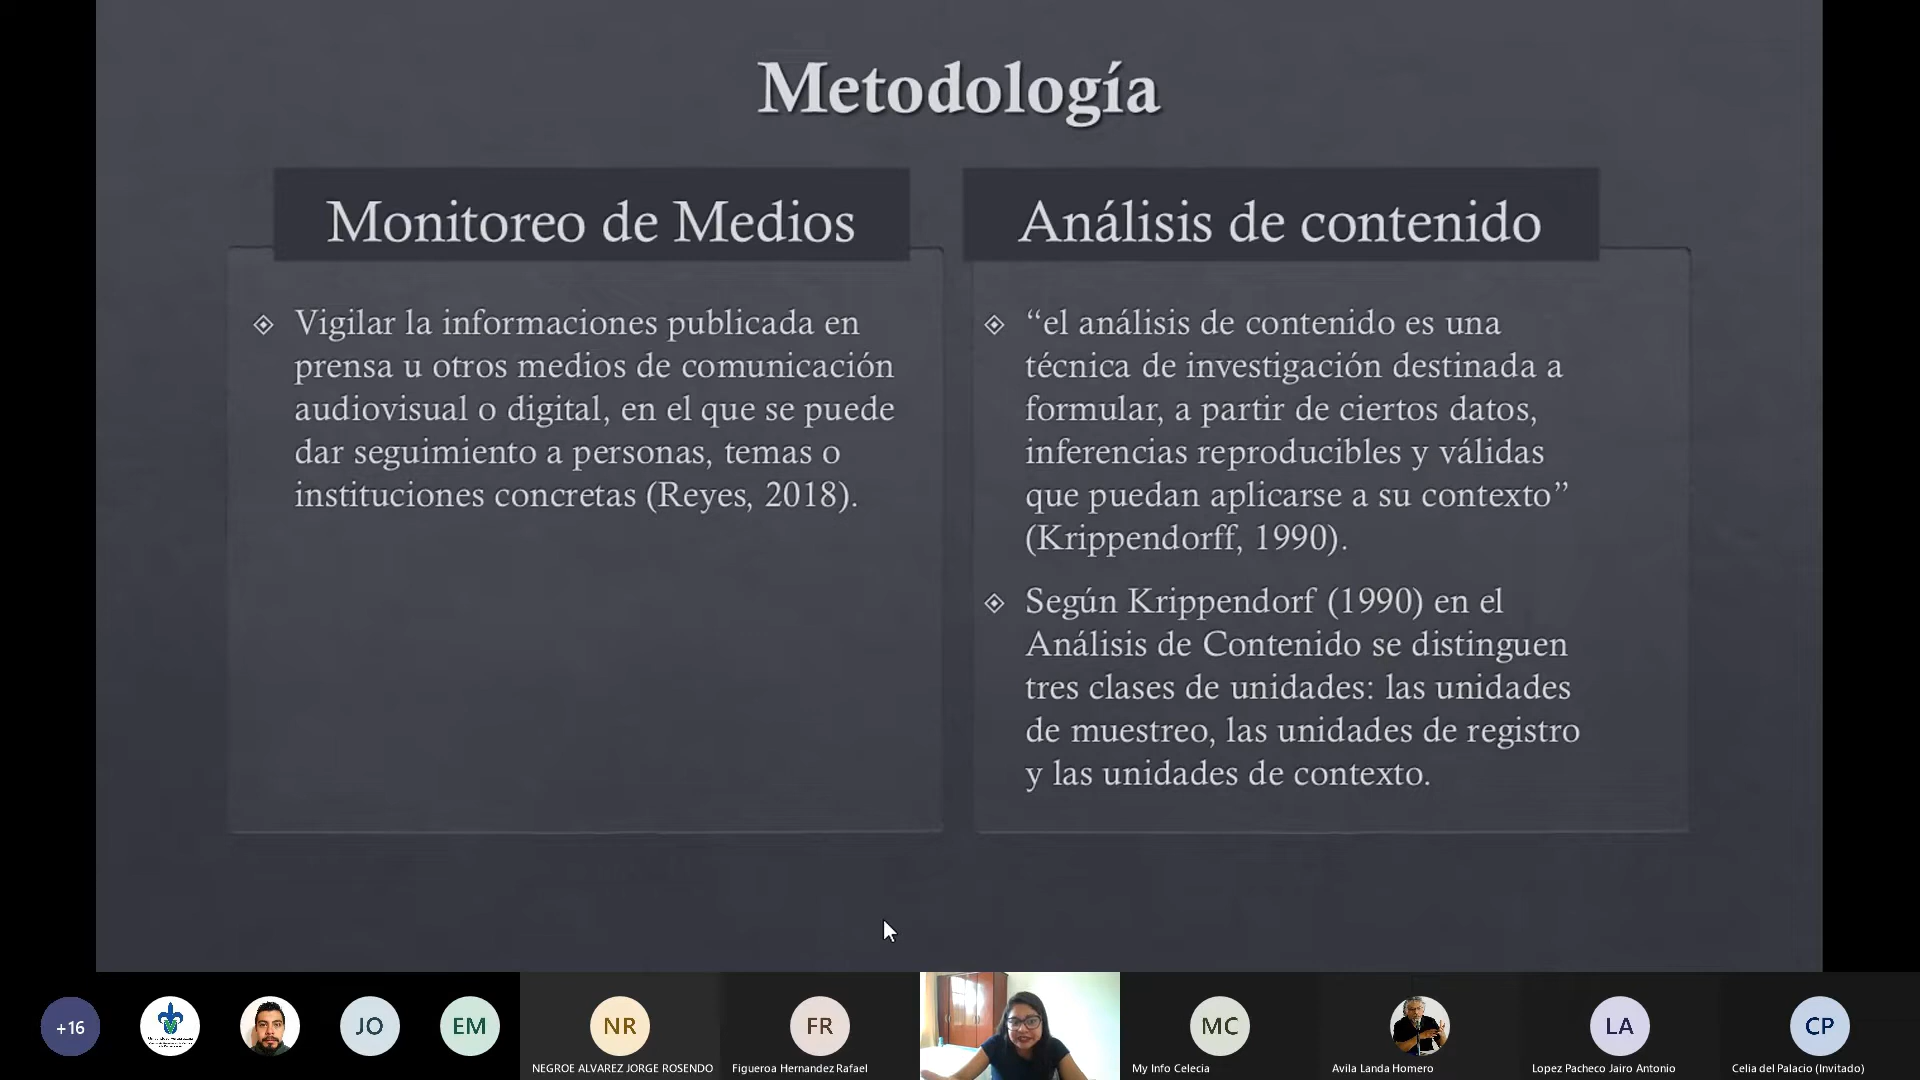 Metodología
Monitoreo de Medios
Vigilar la informaciones publicada en
prensa u otros medios de comunicación
audiovisual o digital, en el que se puede
dar seguimiento a personas, temas o
instituciones concretas (Reyes, 2018).
Análisis de contenido
“el análisis de contenido es una
técnica de investigación destinada a
formular, a partir de ciertos datos,
inferencias reproducibles y válidas
que puedan aplicarse a su contexto”
(Krippendorff, 1990).
Según Krippendorf (1990) en el
Análisis de Contenido se distinguen
tres clases de unidades: las unidades
de muestreo, las unidades de registro
y las unidades de contexto.
+16
JO
EM
NR
NEGROE ALVAREZ JORGE ROSENDO
FR
Figueroa Hernandez Rafael
MC
My Info Celecia
Avila Landa Homero
LA
Lopez Pacheco Jairo Antonio
CP
Celia del Palacio (Invitado)